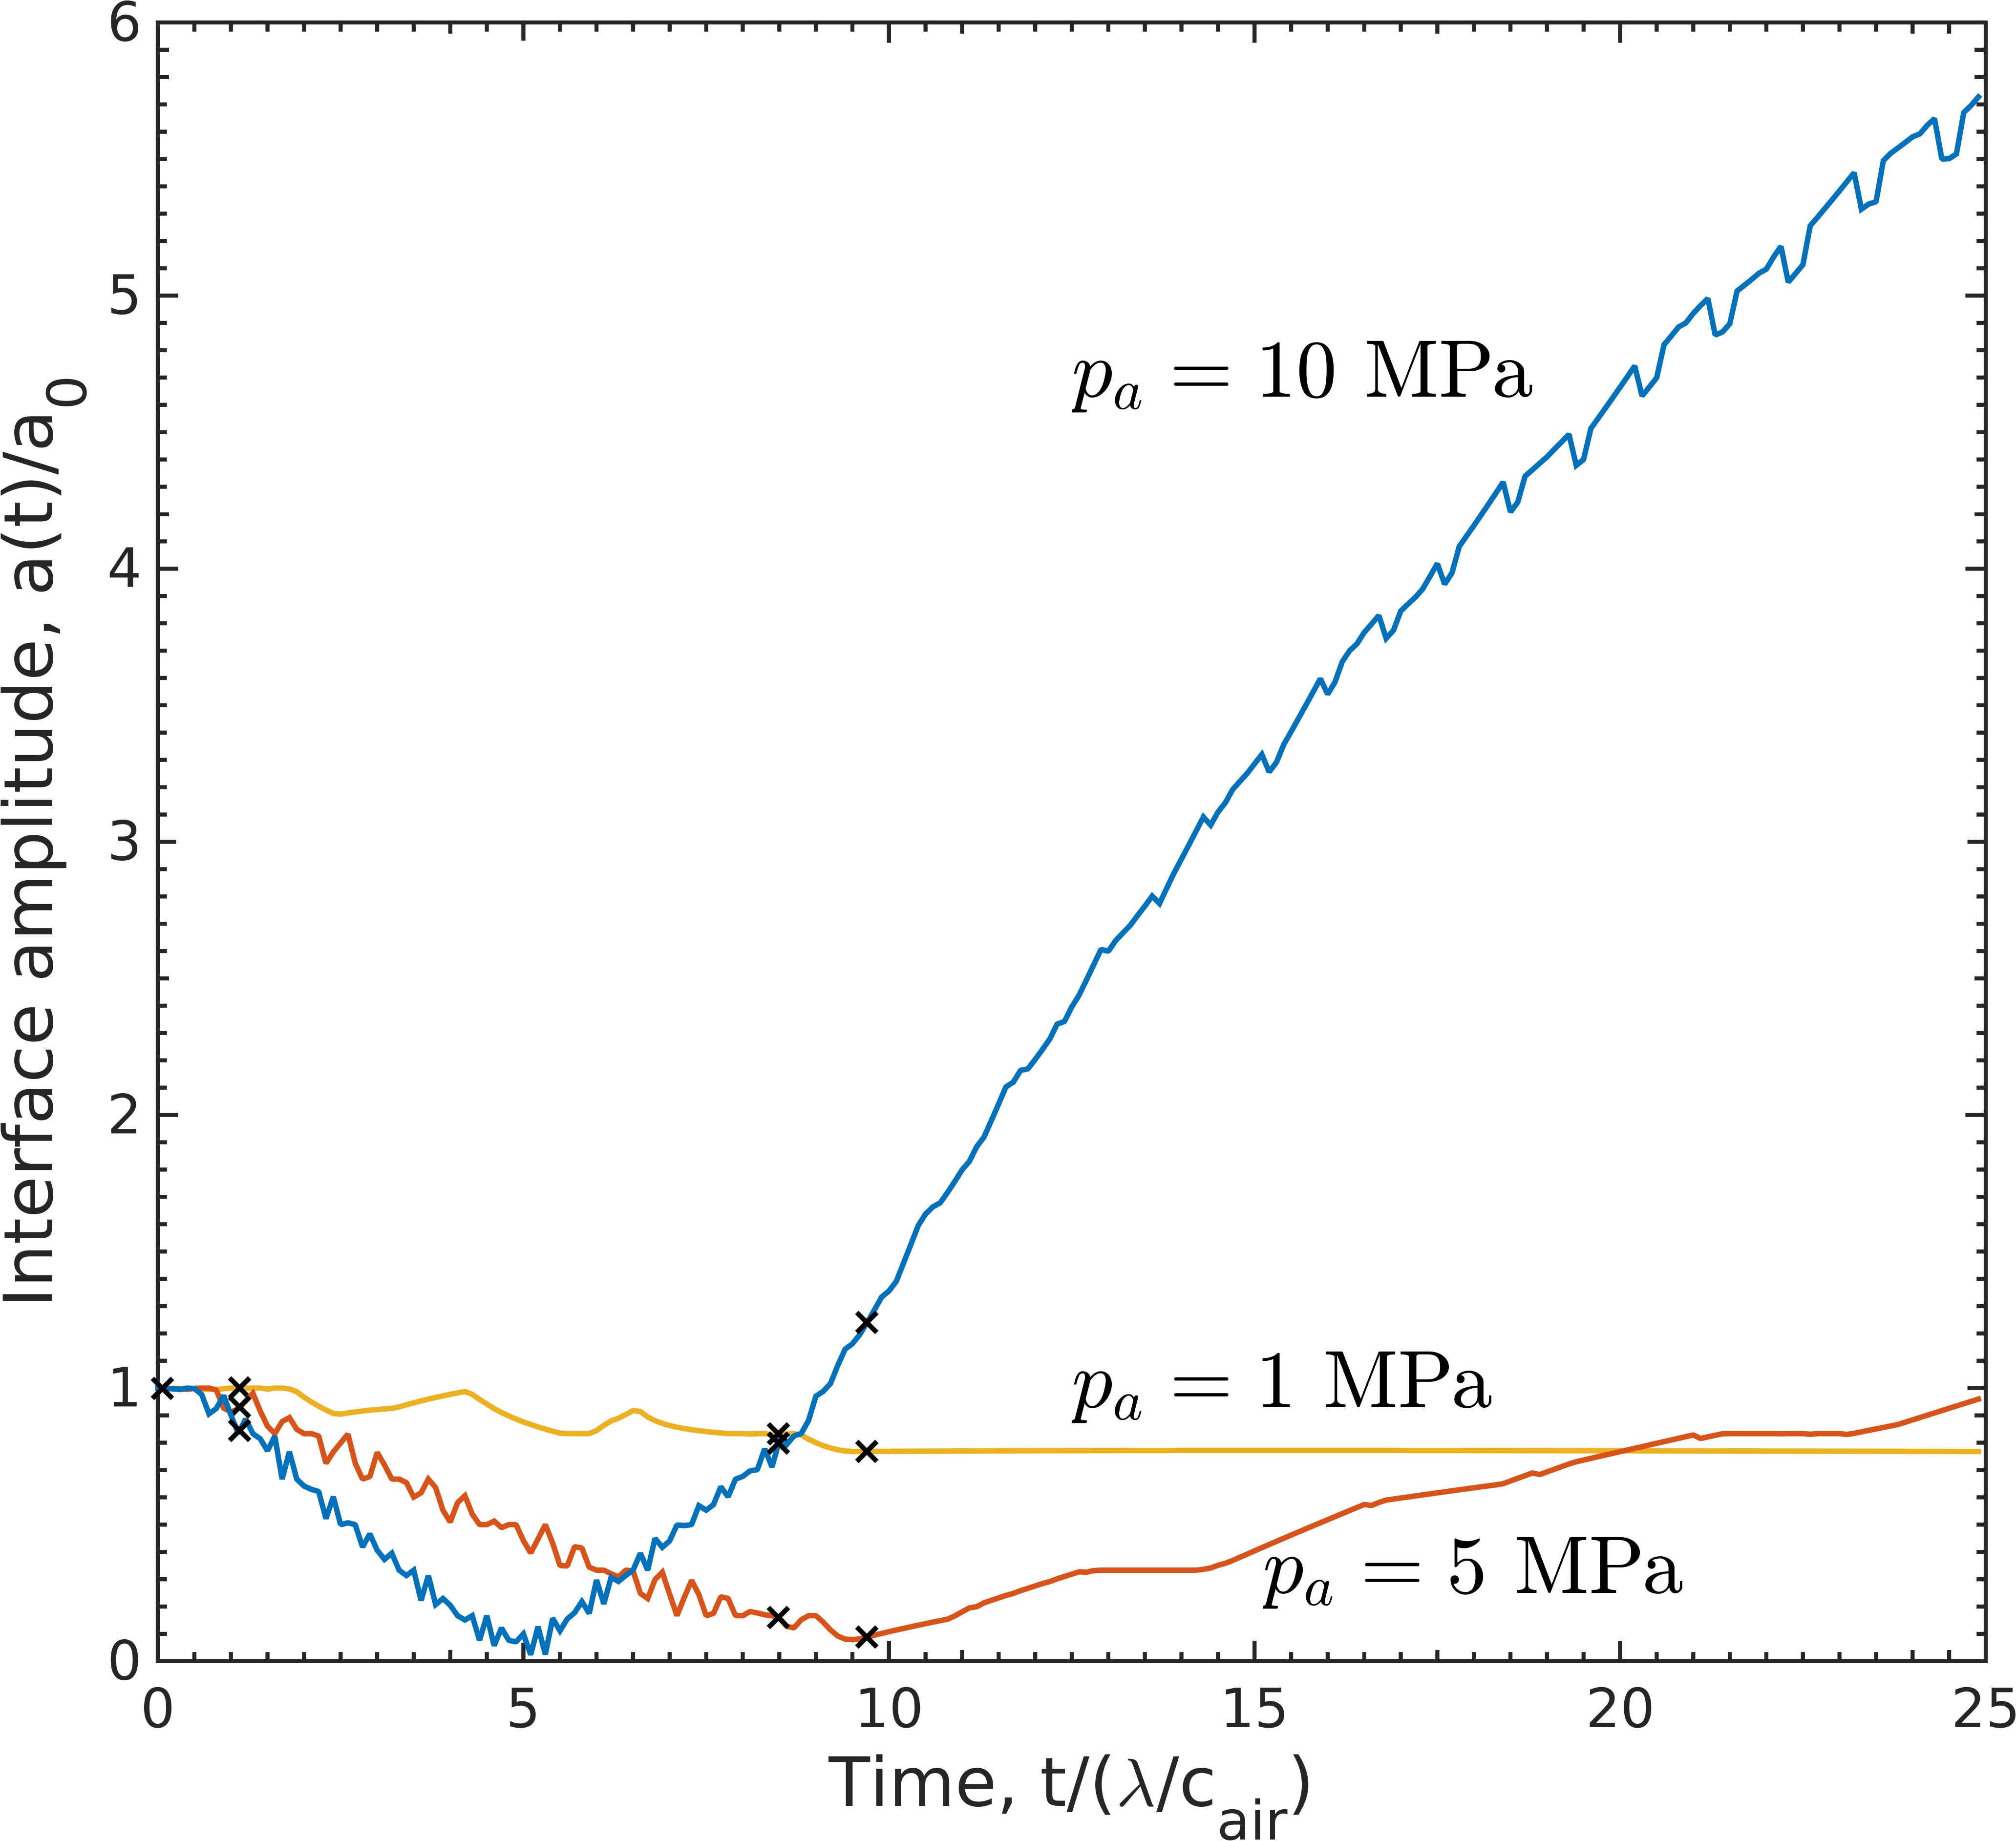 6
5
4
3
2
1
0
Interface amplitude, a(t)/a₀
pₐ = 10 MPa
pₐ = 1 MPa
pₐ = 5 MPa
0 5 10 15 20 25
Time, t/(λ/c_air)